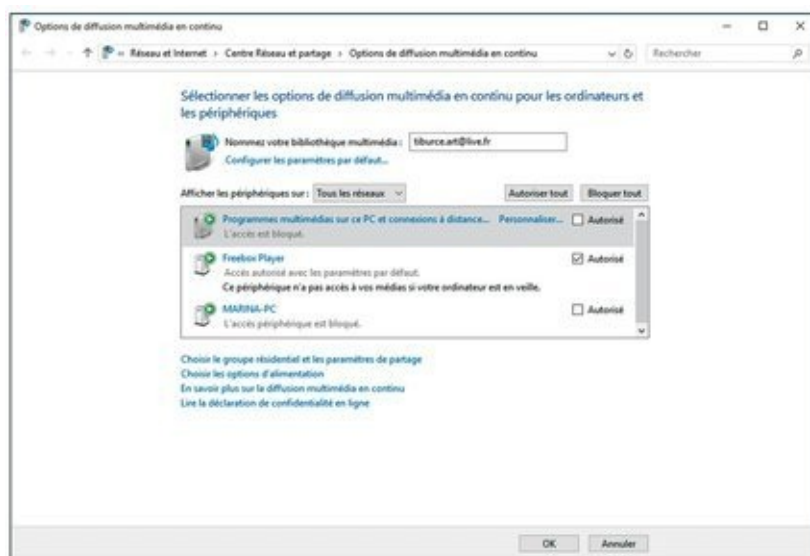 Options de diffusion multimédia en continu
« Réseau et Internet › Centre Réseau et partage › Options de diffusion multimédia en continu
Rechercher
Sélectionner les options de diffusion multimédia en continu pour les ordinateurs et
les périphériques
Nommez votre bibliothèque multimédia : tiburce.art@live.fr
Configurer les paramètres par défaut...
Afficher les périphériques sur : Tous les réseaux Autoriser tout Bloquer tout
Programmes multimédias sur ce PC et connexions à distance... Personnaliser... Autorisé
L'accès est bloqué.
Freebox Player Autorisé
Accès autorisé avec les paramètres par défaut.
Ce périphérique n'a pas accès à vos médias si votre ordinateur est en veille.
MARINA-PC Autorisé
L'accès périphérique est bloqué.
Choisir le groupe résidentiel et les paramètres de partage
Choisir les options d'alimentation
En savoir plus sur la diffusion multimédia en continu
Lire la déclaration de confidentialité en ligne
OK Annuler